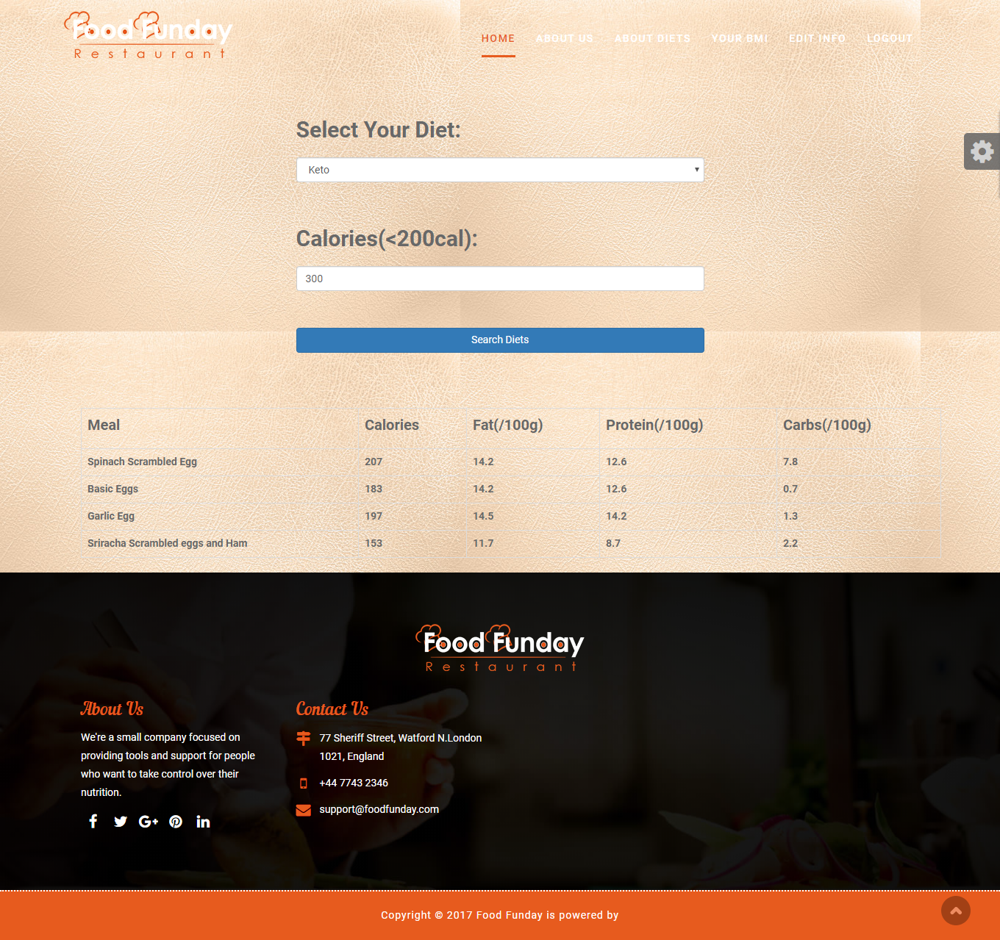 Food Funday
Restaurant
HOME ABOUT US ABOUT DIETS YOUR BMI EDIT INFO LOGOUT
Select Your Diet:
Keto
Calories(<200cal):
300
Search Diets
Meal Calories Fat(/100g) Protein(/100g) Carbs(/100g)
Spinach Scrambled Egg 207 14.2 12.6 7.8
Basic Eggs 183 14.2 12.6 0.7
Garlic Egg 197 14.5 14.2 1.3
Sriracha Scrambled eggs and Ham 153 11.7 8.7 2.2
Food Funday
Restaurant
About Us
We're a small company focused on
providing tools and support for people
who want to take control over their
nutrition.
Contact Us
77 Sheriff Street, Watford N.London
1021, England
+44 7743 2346
support@foodfunday.com
Copyright © 2017 Food Funday is powered by